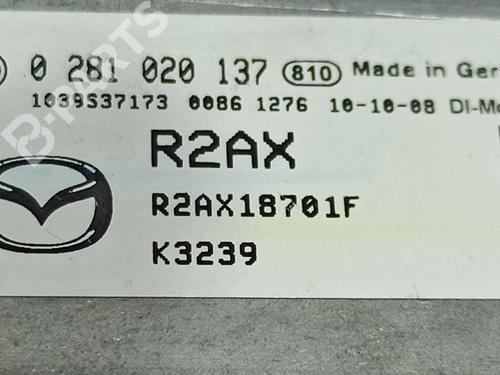 B-PARTS
0 281 020 137 810 Made in Ger
1039S37173 0086 1276 10-10-08 DI-Mo
R2AX
R2AX18701F
K3239